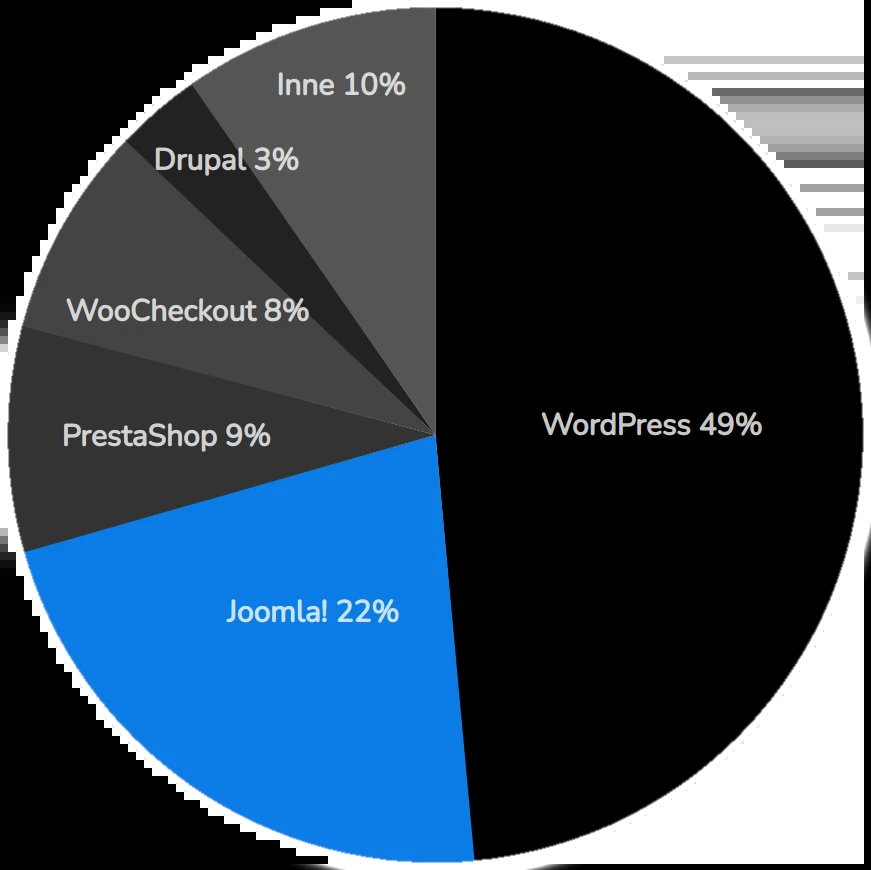 Inne 10%
Drupal 3%
WooCheckout 8%
WordPress 49%
PrestaShop 9%
Joomla! 22%